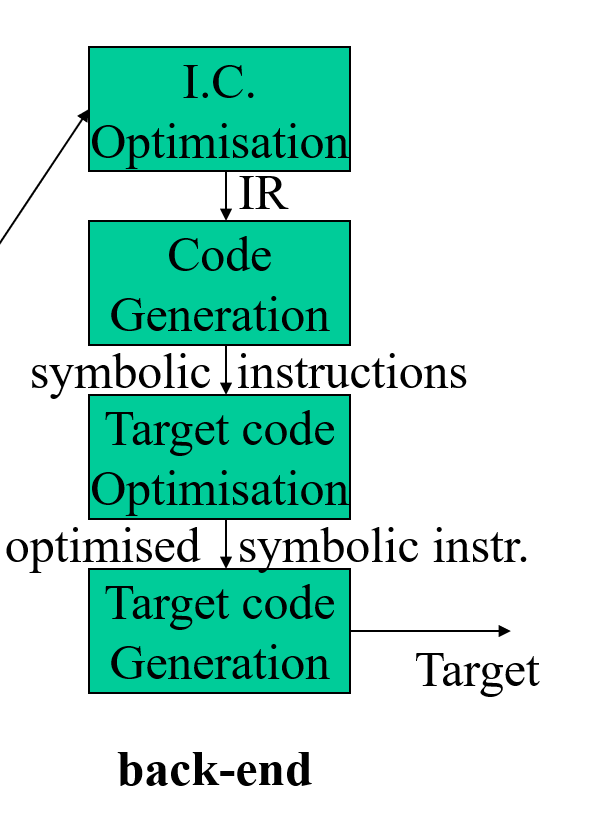 I.C.
Optimisation
IR
Code
Generation
symbolic instructions
Target code
Optimisation
optimised symbolic instr.
Target code
Generation
Target
back-end